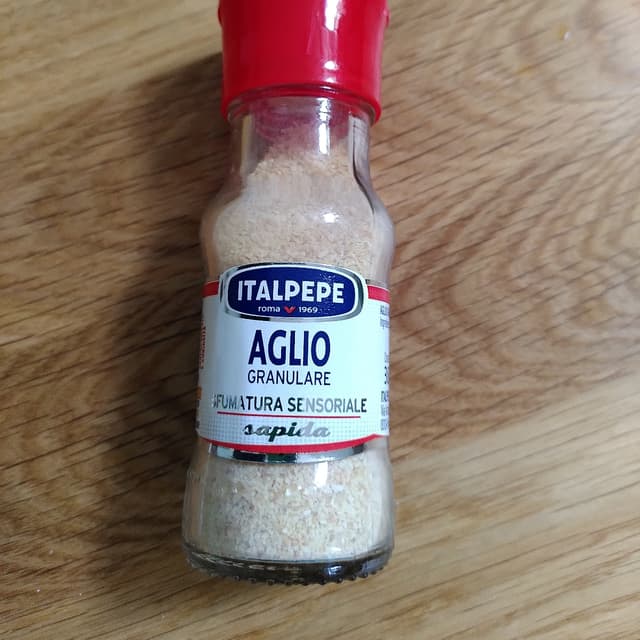 ITALPEPE
roma 1969
AGLIO
GRANULARE
SFUMATURA SENSORIALE
sapida